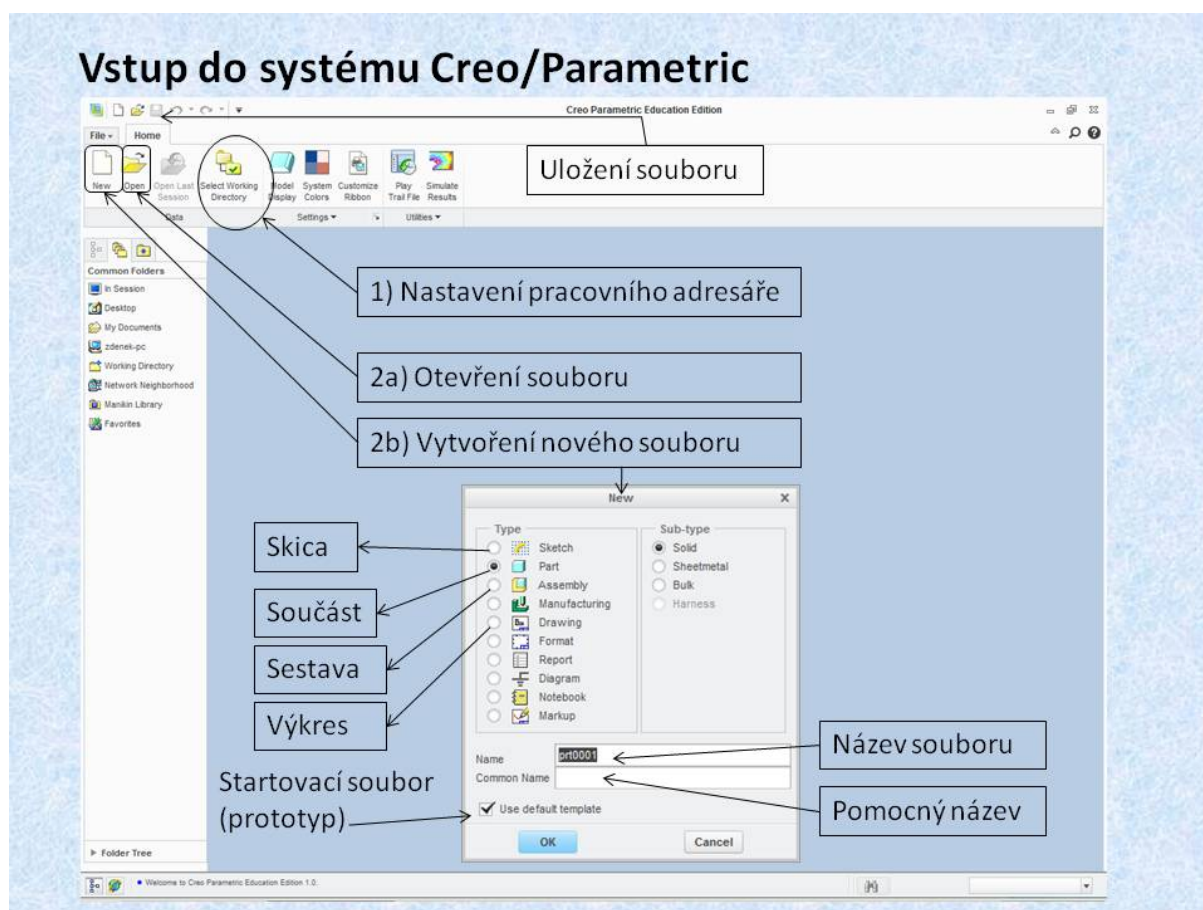 Vstup do systému Creo/Parametric
Creo Parametric Education Edition
File
Home
Uložení souboru
New
Open
Open Last Session
Select Working Directory
Model Display
System Colors
Customize Ribbon
Play Trail File
Simulate Results
Data
Settings
Utilities
Common Folders
In Session
Desktop
My Documents
zdenek-pc
Working Directory
Network Neighborhood
Manikin Library
Favorites
1) Nastavení pracovního adresáře
2a) Otevření souboru
2b) Vytvoření nového souboru
New
Type
Sub-type
Sketch
Solid
Part
Sheetmetal
Assembly
Bulk
Manufacturing
Harness
Drawing
Format
Report
Diagram
Notebook
Markup
Skica
Součást
Sestava
Výkres
Name
prt0001
Common Name
Název souboru
Pomocný název
Startovací soubor
(prototyp)
Use default template
OK
Cancel
Folder Tree
Welcome to Creo Parametric Education Edition 1.0.